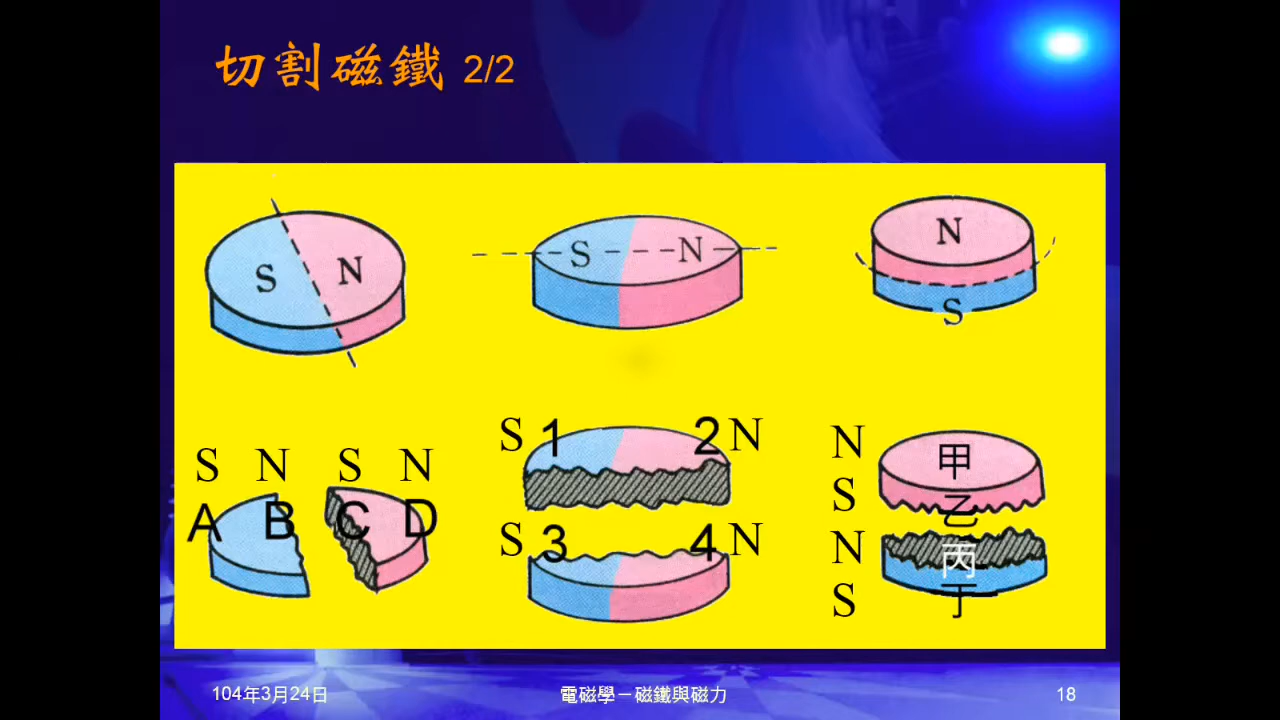 切割磁鐵 2/2
S N
S N
N
S
S N S N
A B C D
S 1 2 N
S 3 4 N
N 甲
S 乙
N 丙
S 丁
104年3月24日 電磁學－磁鐵與磁力 18